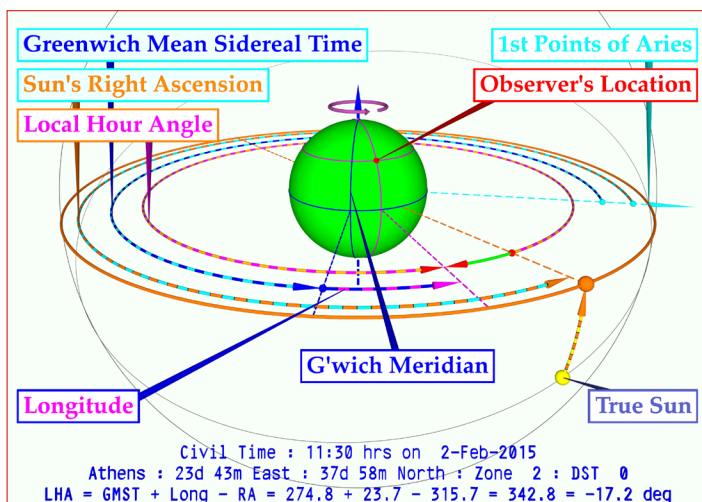 Greenwich Mean Sidereal Time
1st Points of Aries
Sun's Right Ascension
Observer's Location
Local Hour Angle
G'wich Meridian
Longitude
True Sun
Civil Time : 11:30 hrs on 2-Feb-2015
Athens : 23d 43m East : 37d 58m North : Zone 2 : DST 0
LHA = GMST + Long - RA = 274.8 + 23.7 - 315.7 = 342.8 = -17.2 deg